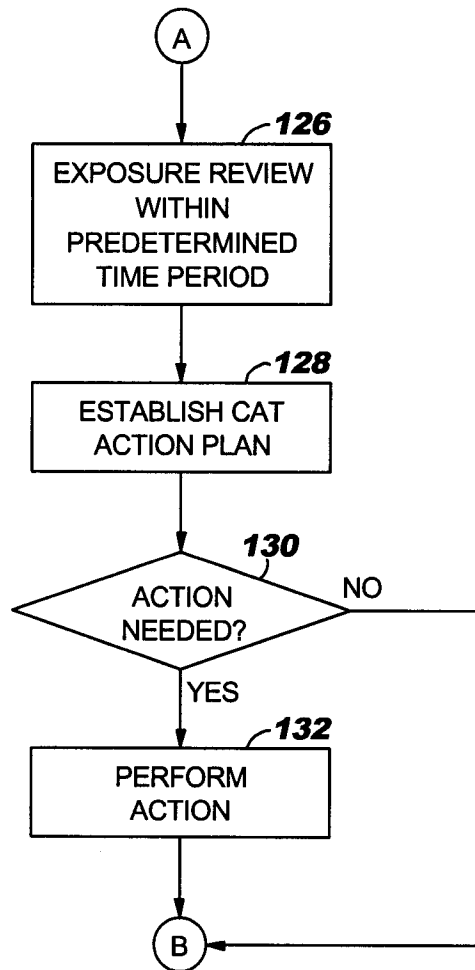 A
126
EXPOSURE REVIEW
WITHIN
PREDETERMINED
TIME PERIOD
128
ESTABLISH CAT
ACTION PLAN
130
ACTION
NEEDED?
NO
YES
132
PERFORM
ACTION
B